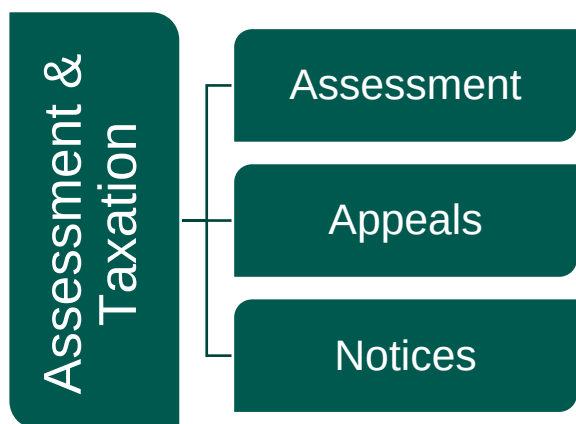 Assessment &
Taxation
Assessment
Appeals
Notices